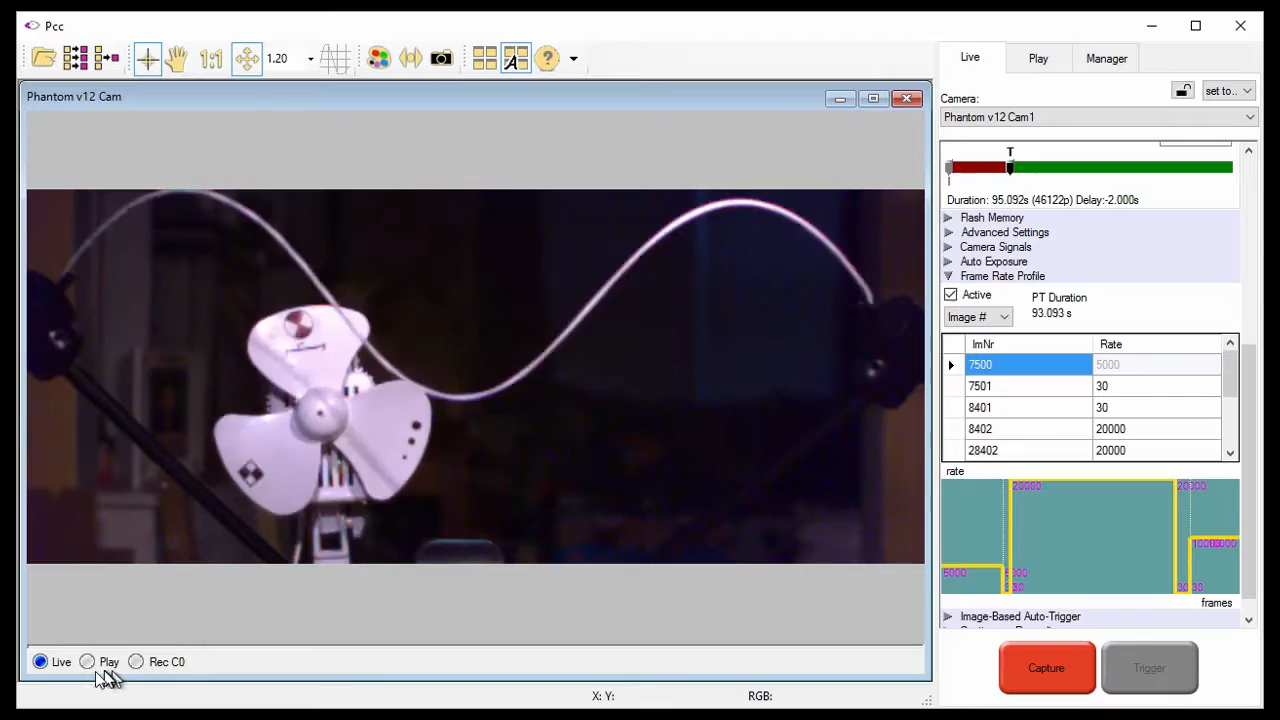 Pcc
1:1
1.20
A
?
Live
Play
Manager
Phantom v12 Cam
set to..
Camera:
Phantom v12 Cam1
T
Duration: 95.092s (46122p) Delay:-2.000s
Flash Memory
Advanced Settings
Camera Signals
Auto Exposure
Frame Rate Profile
Active
PT Duration
Image #
93.093 s
ImNr Rate
7500 5000
7501 30
8401 30
8402 20000
28402 20000
rate
20000
20000
5000
frames
Image-Based Auto-Trigger
Live Play Rec C0
Capture
Trigger
X: Y:
RGB: